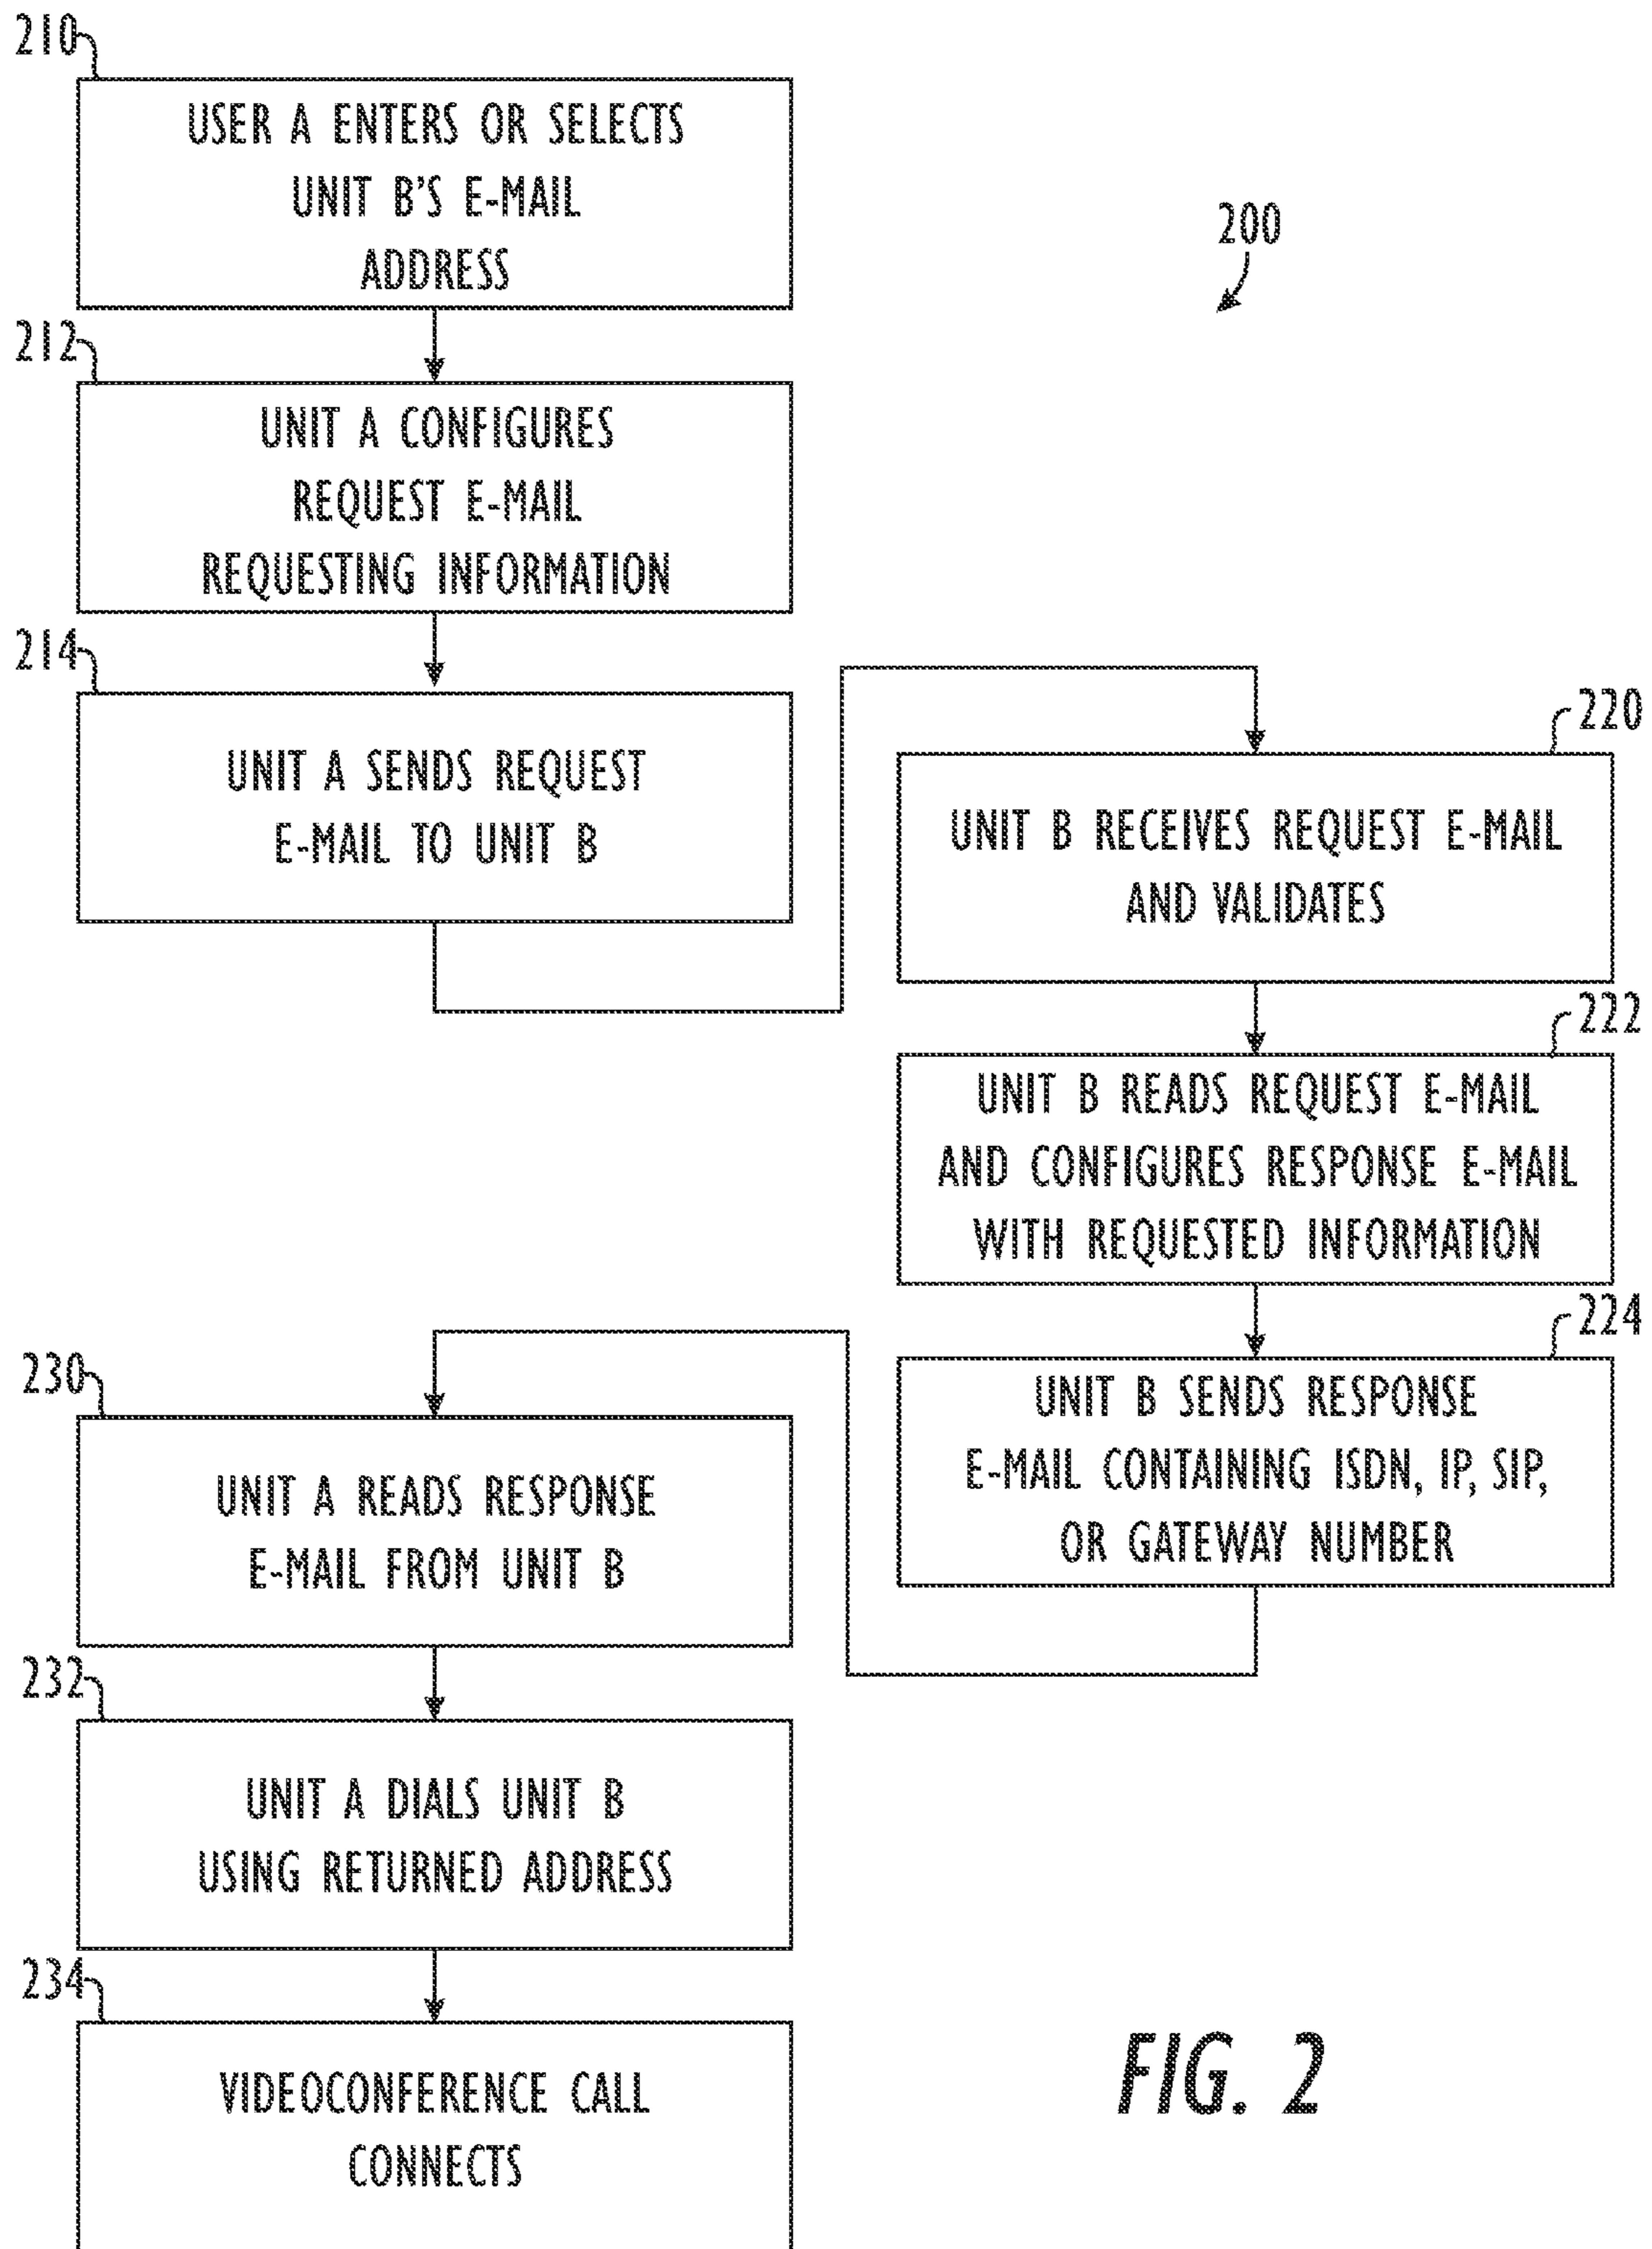 210
USER A ENTERS OR SELECTS
UNIT B'S E-MAIL
ADDRESS
200
212
UNIT A CONFIGURES
REQUEST E-MAIL
REQUESTING INFORMATION
214
UNIT A SENDS REQUEST
E-MAIL TO UNIT B
220
UNIT B RECEIVES REQUEST E-MAIL
AND VALIDATES
222
UNIT B READS REQUEST E-MAIL
AND CONFIGURES RESPONSE E-MAIL
WITH REQUESTED INFORMATION
224
UNIT B SENDS RESPONSE
E-MAIL CONTAINING ISDN, IP, SIP,
OR GATEWAY NUMBER
230
UNIT A READS RESPONSE
E-MAIL FROM UNIT B
232
UNIT A DIALS UNIT B
USING RETURNED ADDRESS
234
VIDEOCONFERENCE CALL
CONNECTS
FIG. 2